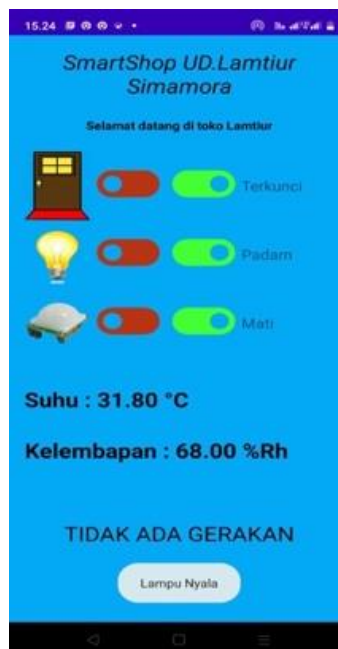 15.24
SmartShop UD.Lamtiur
Simamora
Selamat datang di toko Lamtiur
Terkunci
Padam
Mati
Suhu : 31.80 °C
Kelembapan : 68.00 %Rh
TIDAK ADA GERAKAN
Lampu Nyala